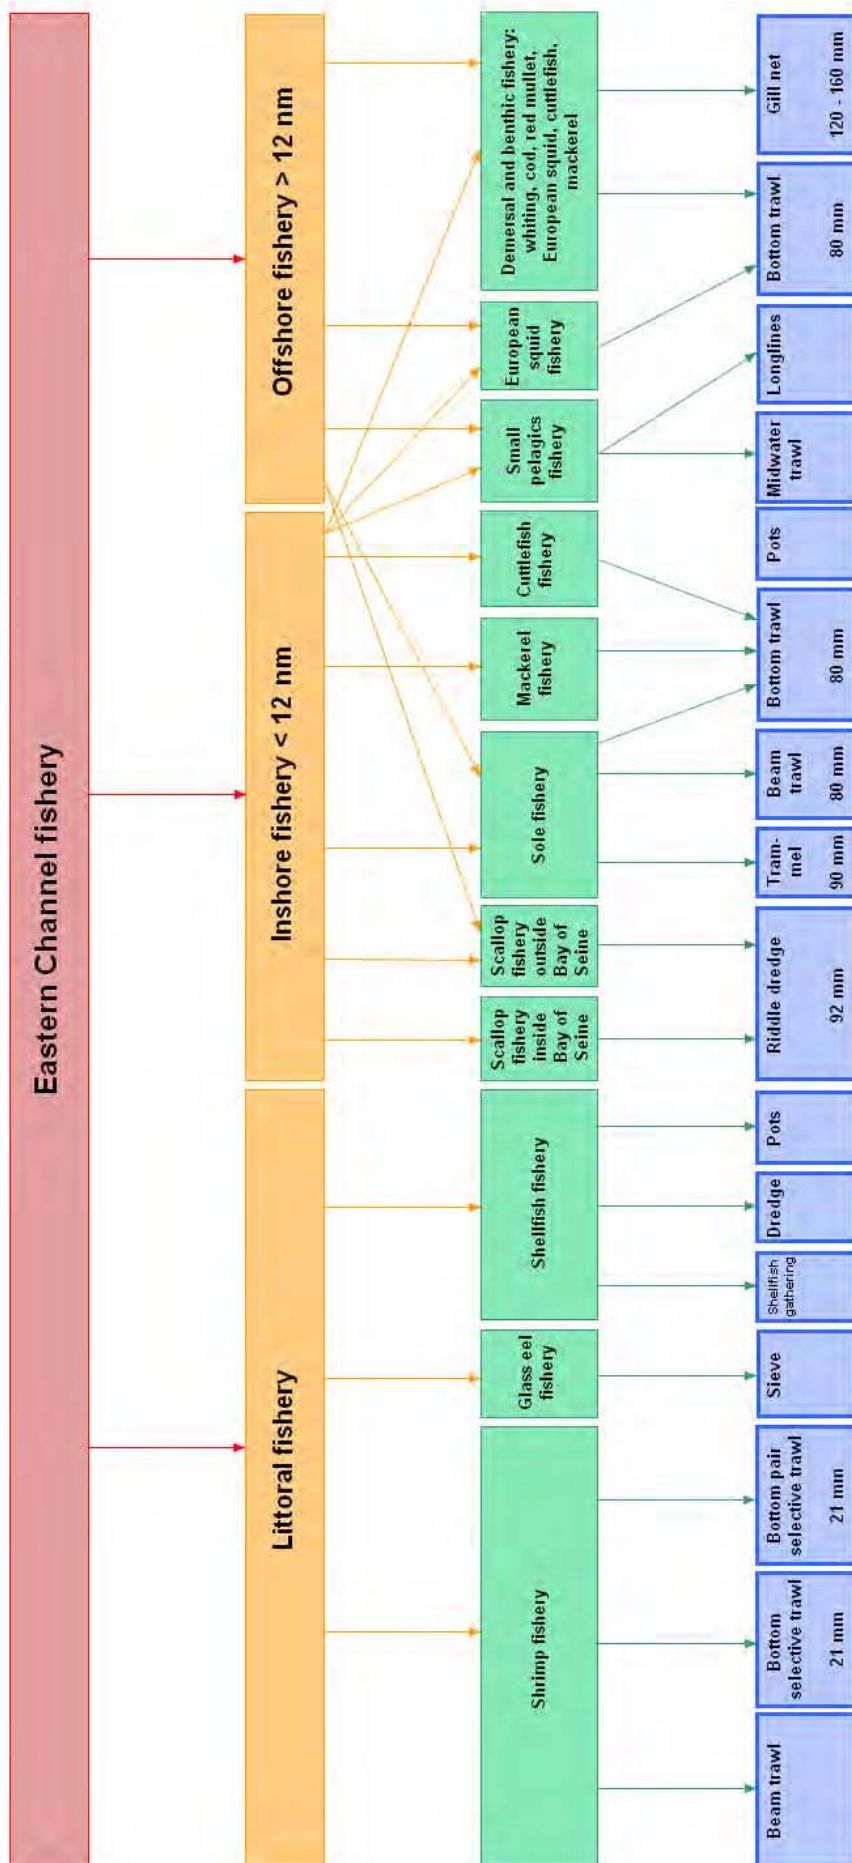 Eastern Channel fishery
Littoral fishery
Inshore fishery < 12 nm
Offshore fishery > 12 nm
Shrimp fishery
Glass eel
fishery
Shellfish fishery
Scallop
fishery
inside
Bay of
Seine
Scallop
fishery
outside
Bay of
Seine
Sole fishery
Mackerel
fishery
Cuttlefish
fishery
Small
pelagics
fishery
European
squid
fishery
Demersal and benthic fishery:
whiting, cod, red mullet,
European squid, cuttlefish,
mackerel
Beam trawl
Bottom
selective trawl
21 mm
Bottom pair
selective trawl
21 mm
Sieve
Shellfish
gathering
Dredge
Pots
Riddle dredge
92 mm
Tram-
mel
90 mm
Beam
trawl
80 mm
Bottom trawl
80 mm
Pots
Midwater
trawl
Longlines
Bottom trawl
80 mm
Gill net
120 - 160 mm